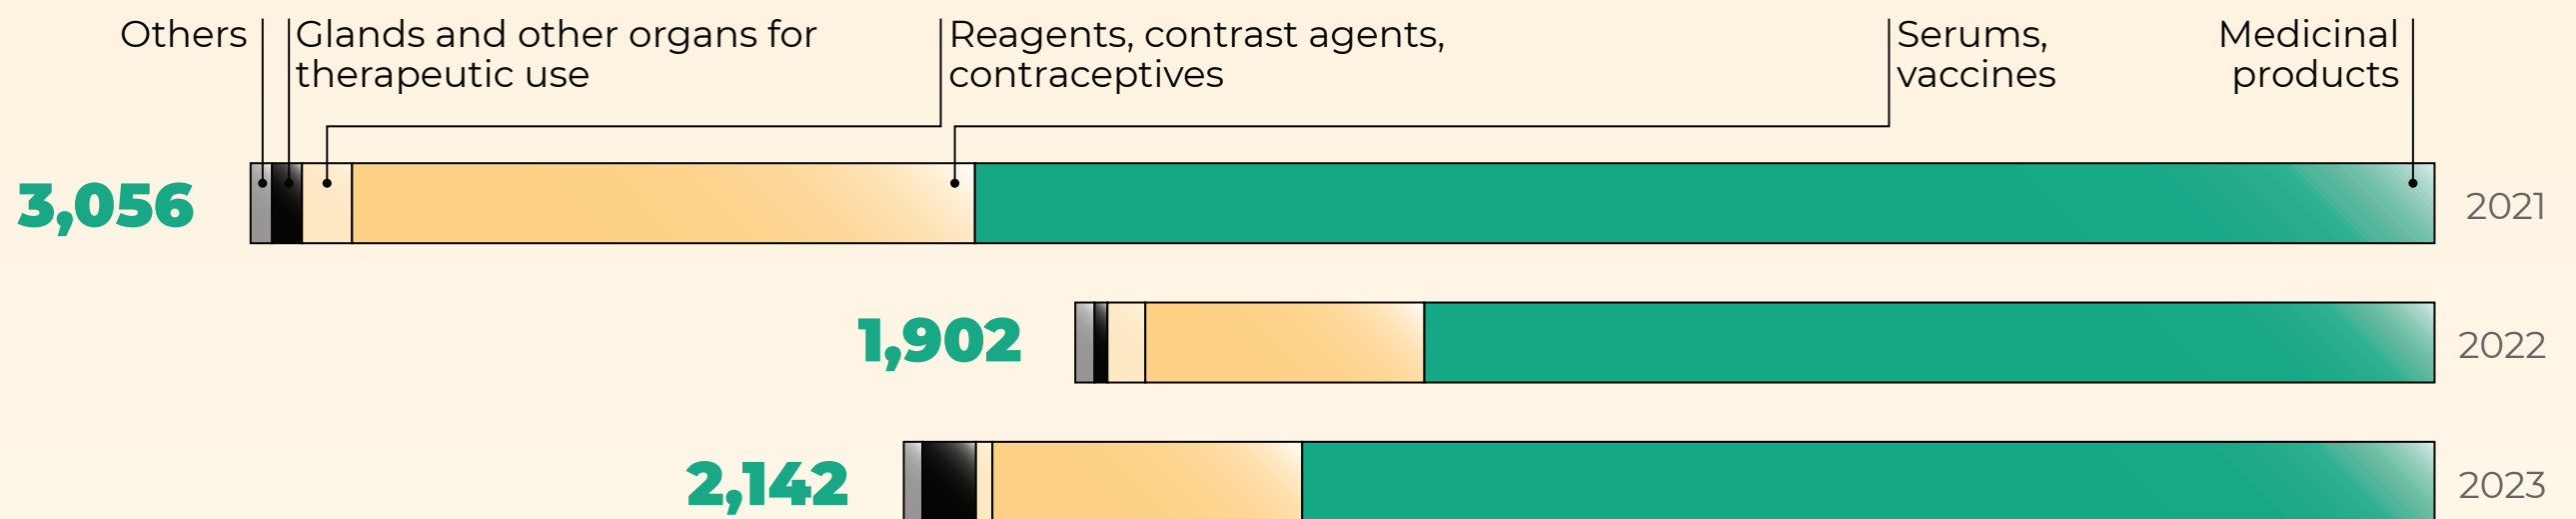 Others
Glands and other organs for
therapeutic use
Reagents, contrast agents,
contraceptives
Serums,
vaccines
Medicinal
products
3,056
2021
1,902
2022
2,142
2023